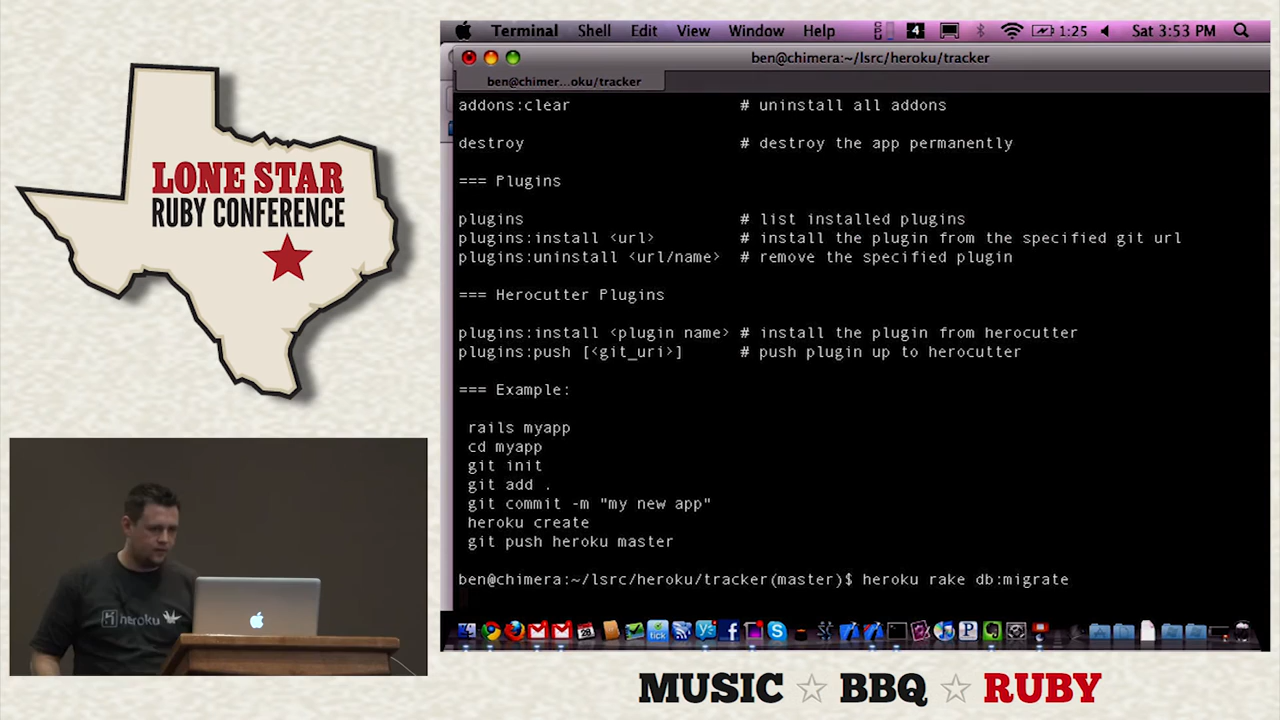 LONE STAR
RUBY CONFERENCE
heroku
Terminal Shell Edit View Window Help 4 1:25 Sat 3:53 PM
ben@chimera:~/lsrc/heroku/tracker
ben@chimer...oku/tracker
addons:clear # uninstall all addons
destroy # destroy the app permanently
=== Plugins
plugins # list installed plugins
plugins:install <url> # install the plugin from the specified git url
plugins:uninstall <url/name> # remove the specified plugin
=== Herocutter Plugins
plugins:install <plugin name> # install the plugin from herocutter
plugins:push [<git_uri>] # push plugin up to herocutter
=== Example:
rails myapp
cd myapp
git init
git add .
git commit -m "my new app"
heroku create
git push heroku master
ben@chimera:~/lsrc/heroku/tracker(master)$ heroku rake db:migrate
tick
MUSIC ☆ BBQ ☆ RUBY